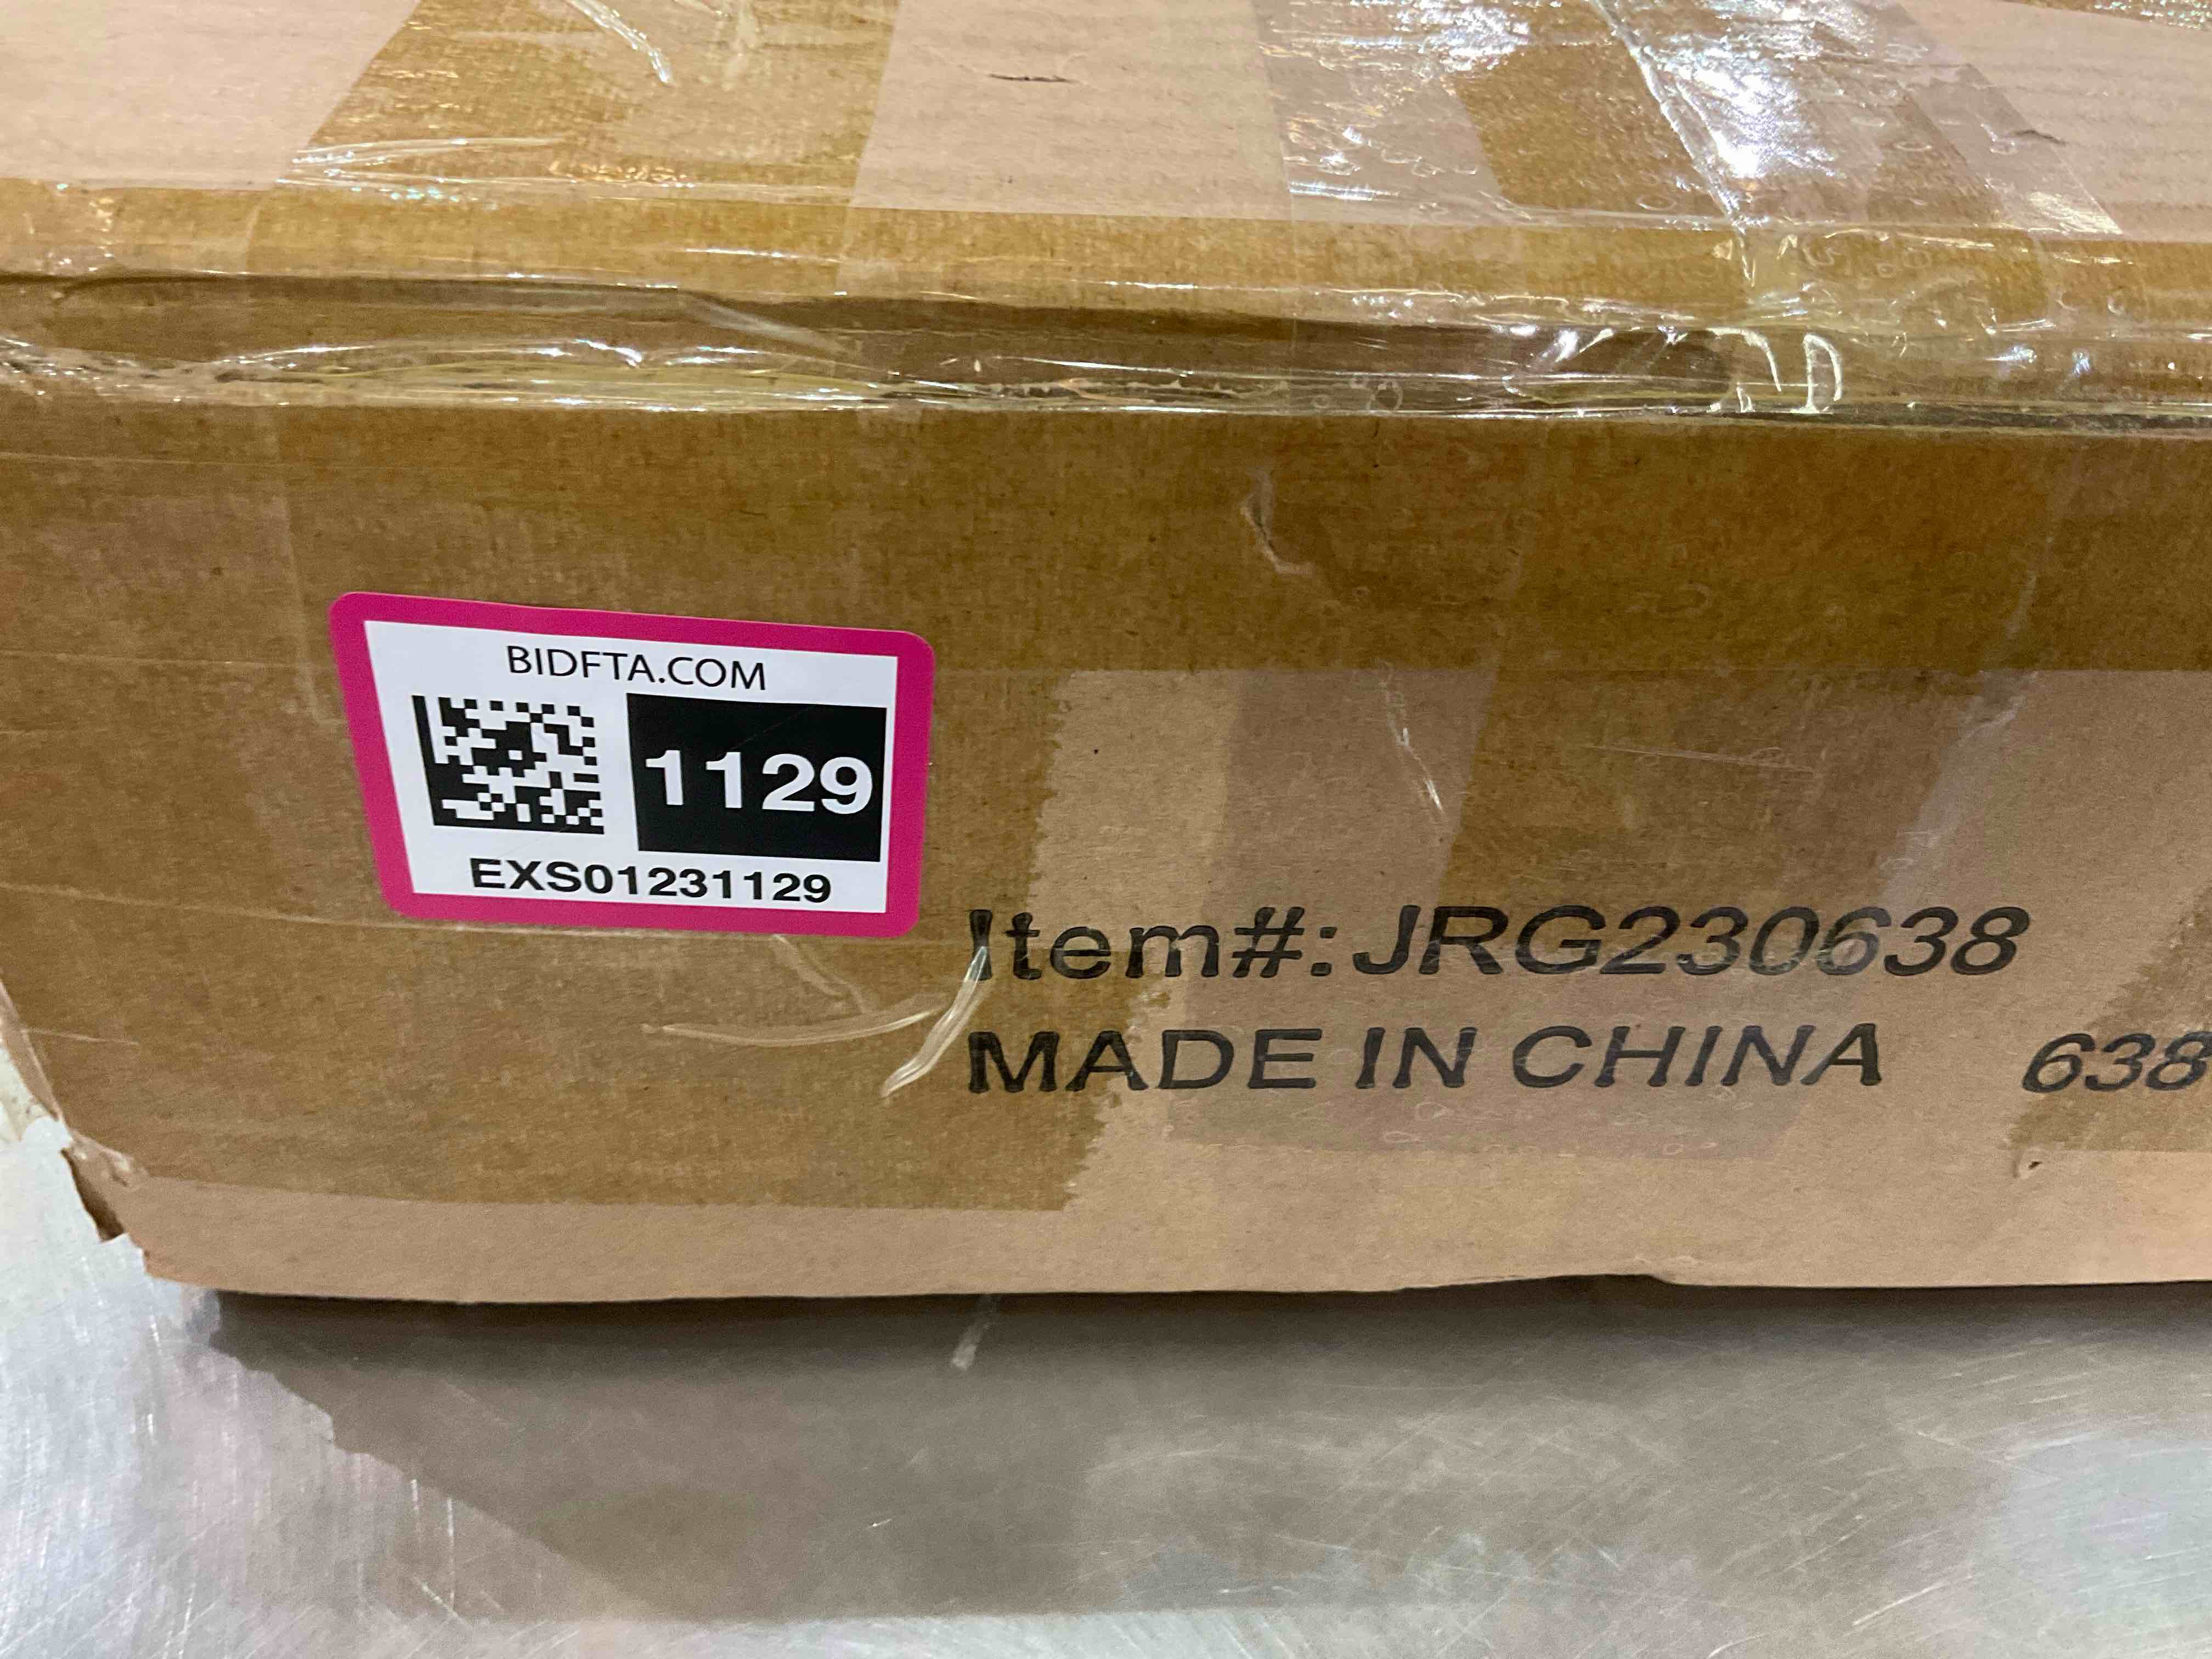 BIDFTA.COM
1129
EXS01231129
Item#:JRG230638
MADE IN CHINA 638